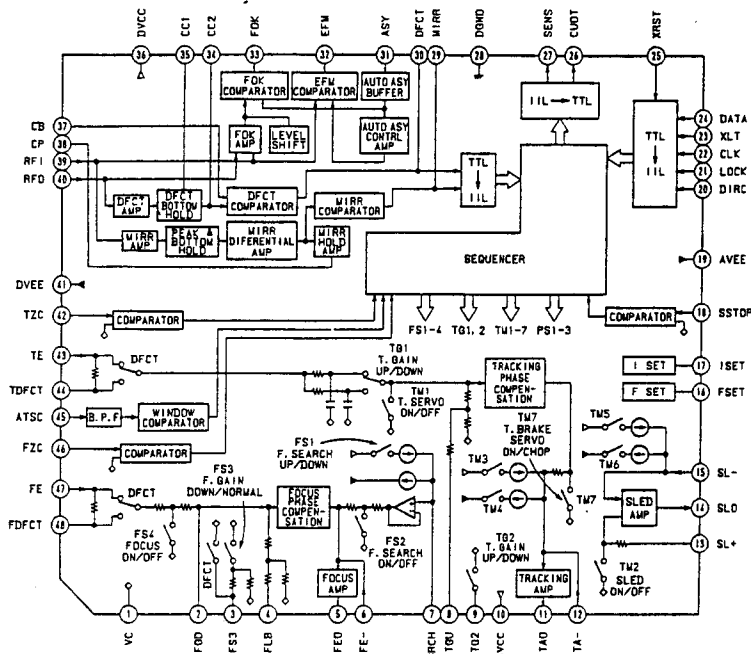 DVCC CC1 CC2 FOK EFM ASY DFCT MIRR DGND SENS CUOT XRST
36 35 34 33 32 31 30 29 28 27 26 25
FOK COMPARATOR
EFM COMPARATOR
AUTO ASY BUFFER
IIL → TTL
CB 37
CP 38
RFI 39
RFO 40
FOK AMP
LEVEL SHIFT
AUTO ASY CONTRL AMP
TTL ↓ IIL
TTL ↓ IIL
24 DATA
23 XLT
22 CLK
21 LOCK
20 DIRC
DFCT AMP
DFCT BOTTOM HOLD
DFCT COMPARATOR
MIRR COMPARATOR
MIRR AMP
PEAK & BOTTOM HOLD
MIRR DIFERENTIAL AMP
MIRR HOLD AMP
SEQUENCER
19 AVEE
DVEE 41
TZC 42
COMPARATOR
FS1-4 TG1, 2 TM1-7 PS1-3
COMPARATOR
18 SSTOP
TE 43
DFCT
TDFCT 44
TG1
T. GAIN
UP/DOWN
TM1
T. SERVO
ON/OFF
TRACKING PHASE COMPENSATION
I SET
17 ISET
F SET
16 FSET
ATSC 45
B.P.F
WINDOW COMPARATOR
FZC 46
COMPARATOR
FS1
F. SEARCH
UP/DOWN
TM7
T. BRAKE
SERVO
ON/CHOP
TM5
TM6
TM3
TM4
TM7
15 SL-
FE 47
DFCT
FDFCT 48
FS3
F. GAIN
DOWN/NORMAL
FOCUS PHASE COMPENSATION
SLED AMP
14 SLO
13 SL+
FS4
FOCUS
ON/OFF
DFCT
FS2
F. SEARCH
ON/OFF
TG2
T. GAIN
UP/DOWN
TM2
SLED
ON/OFF
FOCUS AMP
TRACKING AMP
1 2 3 4 5 6 7 8 9 10 11 12
VC FGD FS3 FLB FEO FE- SRCH TGU TG2 VCC TAO TA-